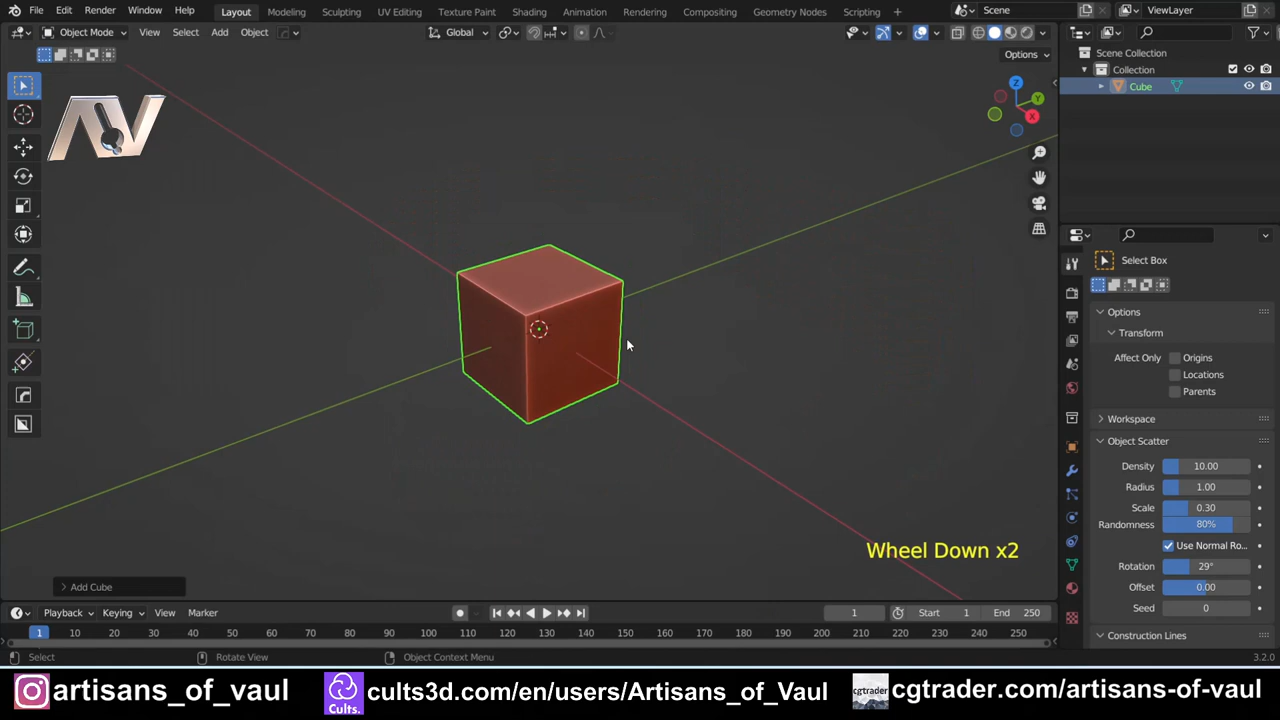 File Edit Render Window Help Layout Modeling Sculpting UV Editing Texture Paint Shading Animation Rendering Compositing Geometry Nodes Scripting + Scene ViewLayer
Object Mode View Select Add Object Global
Options
Scene Collection
Collection
Cube
Z
Y
X
AV
Select Box
Options
Transform
Affect Only Origins
Locations
Parents
Workspace
Object Scatter
Density 10.00
Radius 1.00
Scale 0.30
Randomness 80%
Use Normal Ro...
Rotation 29°
Offset 0.00
Seed 0
Construction Lines
Wheel Down x2
Add Cube
Playback Keying View Marker 1 Start 1 End 250
1 10 20 30 40 50 60 70 80 90 100 110 120 130 140 150 160 170 180 190 200 210 220 230 240 250
Select Rotate View Object Context Menu 3.2.0
artisans_of_vaul Cults. cults3d.com/en/users/Artisans_of_Vaul cgtrader cgtrader.com/artisans-of-vaul